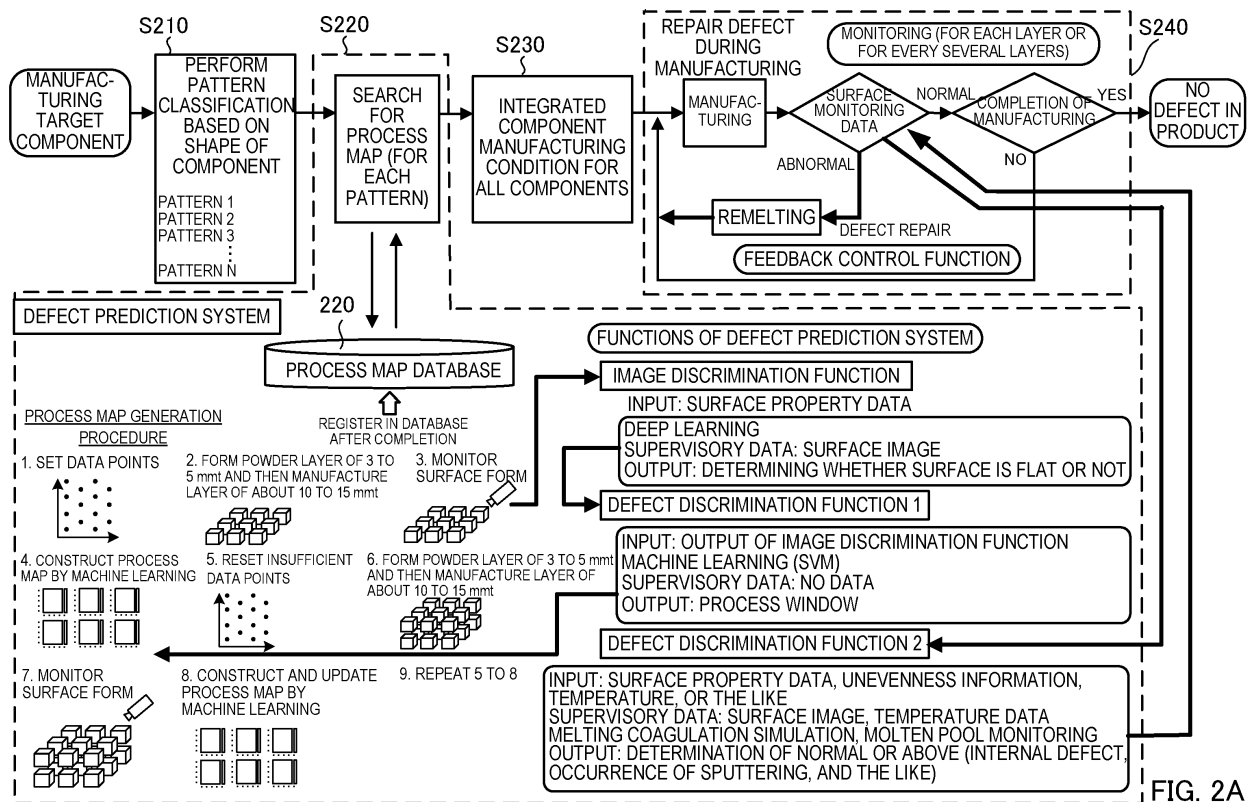 S210
S220
S230
S240
MANUFAC-
TURING
TARGET
COMPONENT
PERFORM
PATTERN
CLASSIFICATION
BASED ON
SHAPE OF
COMPONENT
PATTERN 1
PATTERN 2
PATTERN 3
PATTERN N
SEARCH
FOR
PROCESS
MAP (FOR
EACH
PATTERN)
INTEGRATED
COMPONENT
MANUFACTURING
CONDITION FOR
ALL COMPONENTS
REPAIR DEFECT
DURING
MANUFACTURING
MONITORING (FOR EACH LAYER OR
FOR EVERY SEVERAL LAYERS)
MANUFAC-
TURING
SURFACE
MONITORING
DATA
NORMAL
COMPLETION OF
MANUFACTURING
YES
NO
DEFECT IN
PRODUCT
ABNORMAL
NO
REMELTING
DEFECT REPAIR
FEEDBACK CONTROL FUNCTION
DEFECT PREDICTION SYSTEM
220
PROCESS MAP DATABASE
REGISTER IN DATABASE
AFTER COMPLETION
PROCESS MAP GENERATION
PROCEDURE
1. SET DATA POINTS
2. FORM POWDER LAYER OF 3 TO
5 mmt AND THEN MANUFACTURE
LAYER OF ABOUT 10 TO 15 mmt
3. MONITOR
SURFACE FORM
4. CONSTRUCT PROCESS
MAP BY MACHINE LEARNING
5. RESET INSUFFICIENT
DATA POINTS
6. FORM POWDER LAYER OF 3 TO 5 mmt
AND THEN MANUFACTURE LAYER OF
ABOUT 10 TO 15 mmt
7. MONITOR
SURFACE FORM
8. CONSTRUCT AND UPDATE
PROCESS MAP BY
MACHINE LEARNING
9. REPEAT 5 TO 8
FUNCTIONS OF DEFECT PREDICTION SYSTEM
IMAGE DISCRIMINATION FUNCTION
INPUT: SURFACE PROPERTY DATA
DEEP LEARNING
SUPERVISORY DATA: SURFACE IMAGE
OUTPUT: DETERMINING WHETHER SURFACE IS FLAT OR NOT
DEFECT DISCRIMINATION FUNCTION 1
INPUT: OUTPUT OF IMAGE DISCRIMINATION FUNCTION
MACHINE LEARNING (SVM)
SUPERVISORY DATA: NO DATA
OUTPUT: PROCESS WINDOW
DEFECT DISCRIMINATION FUNCTION 2
INPUT: SURFACE PROPERTY DATA, UNEVENNESS INFORMATION,
TEMPERATURE, OR THE LIKE
SUPERVISORY DATA: SURFACE IMAGE, TEMPERATURE DATA
MELTING COAGULATION SIMULATION, MOLTEN POOL MONITORING
OUTPUT: DETERMINATION OF NORMAL OR ABOVE (INTERNAL DEFECT,
OCCURRENCE OF SPUTTERING, AND THE LIKE)
FIG. 2A